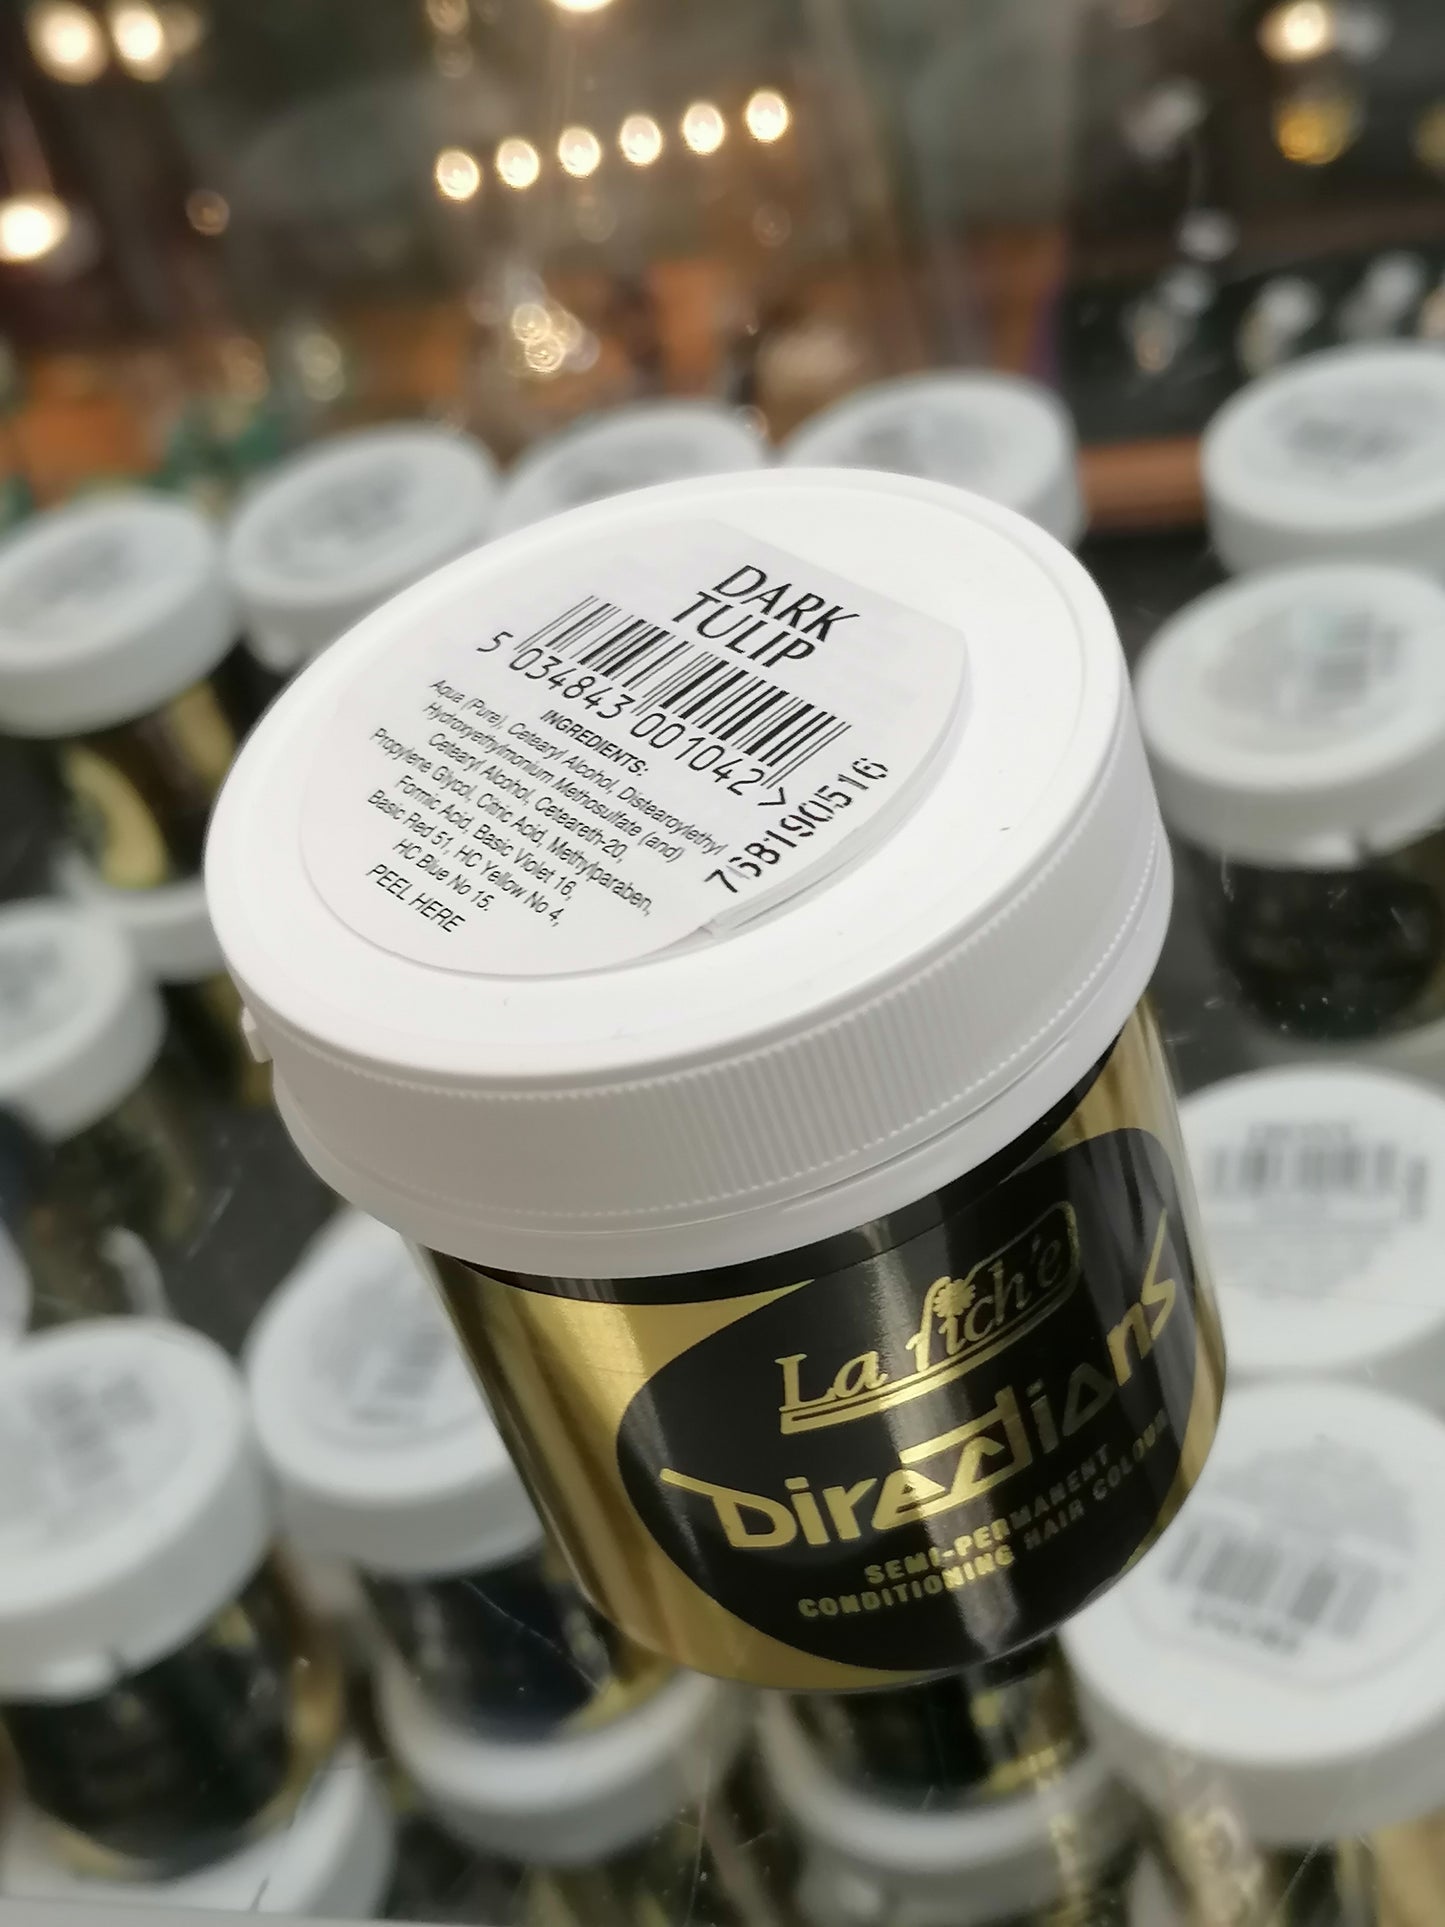 DARK
TULIP
5 034843 001042 >
7581900516
INGREDIENTS:
Aqua (Pure), Cetearyl Alcohol, Distearoylethyl
Hydroxyethylmonium Methosulfate (and)
Cetearyl Alcohol, Ceteareth-20,
Propylene Glycol, Citric Acid, Methylparaben,
Formic Acid, Basic Violet 16,
Basic Red 51, HC Yellow No 4,
HC Blue No 15.
PEEL HERE
La riché
Directions
SEMI-PERMANENT
CONDITIONING HAIR COLOUR